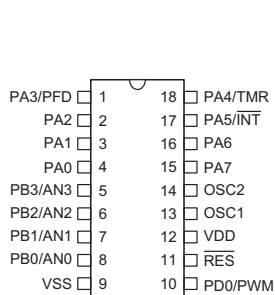 PA3/PFD 1 18 PA4/TMR
PA2 2 17 PA5/INT
PA1 3 16 PA6
PA0 4 15 PA7
PB3/AN3 5 14 OSC2
PB2/AN2 6 13 OSC1
PB1/AN1 7 12 VDD
PB0/AN0 8 11 RES
VSS 9 10 PD0/PWM